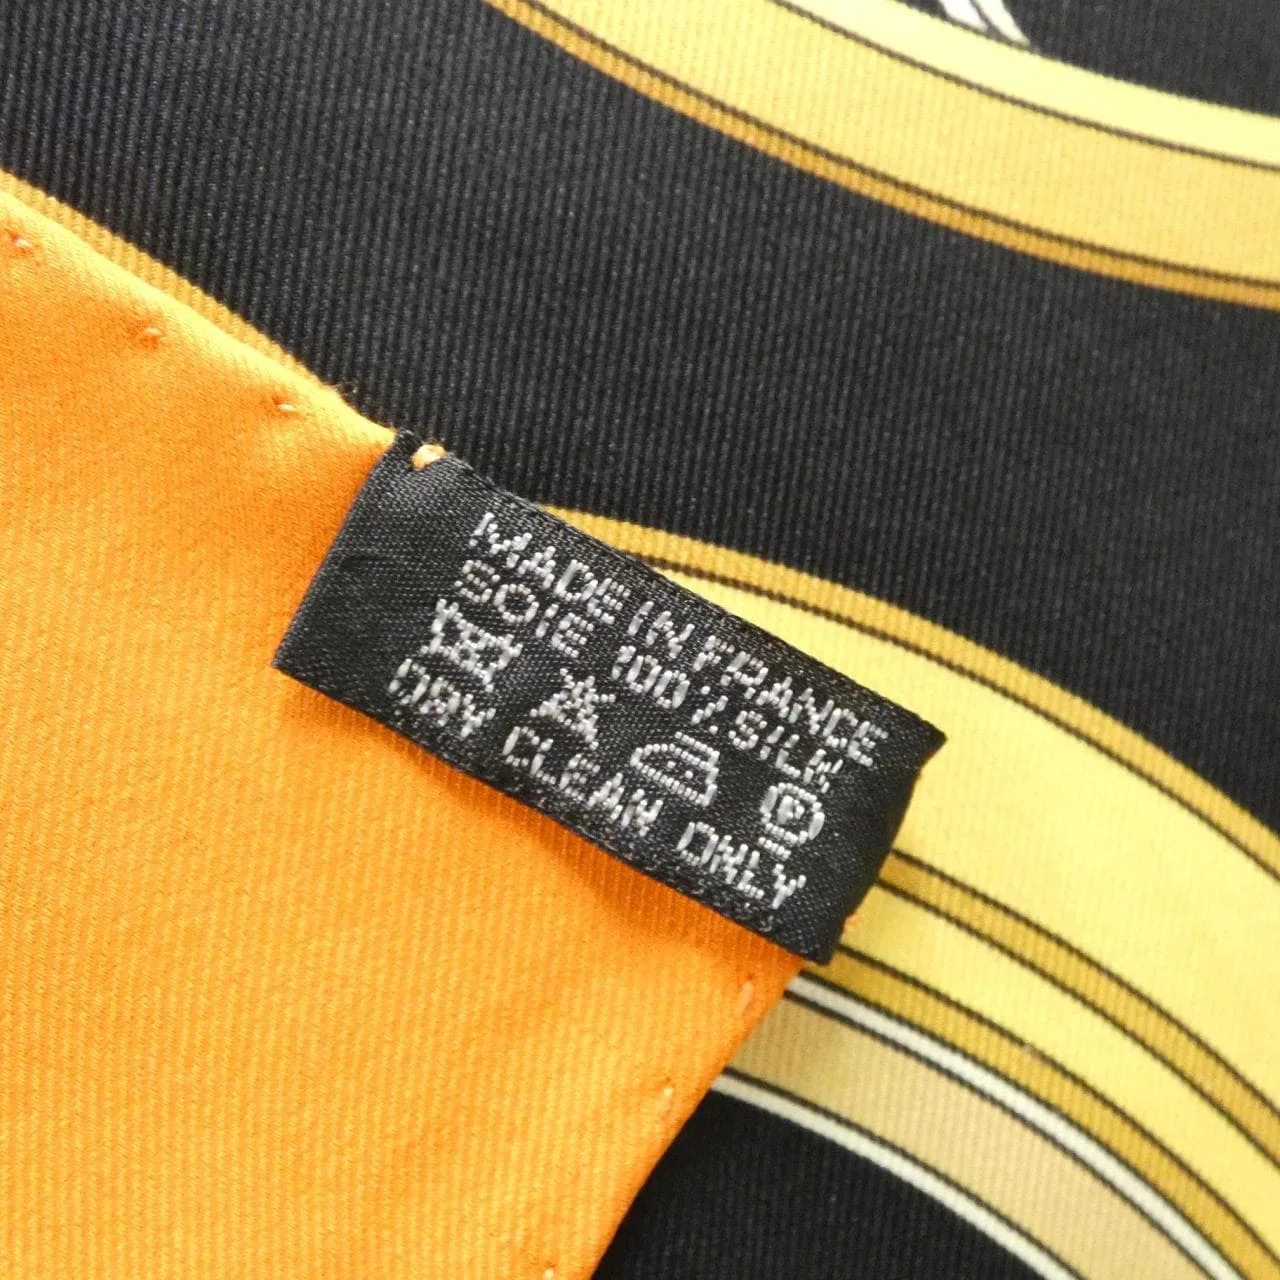 MADE IN FRANCE
SOIE 100% SILK
P
DRY CLEAN ONLY